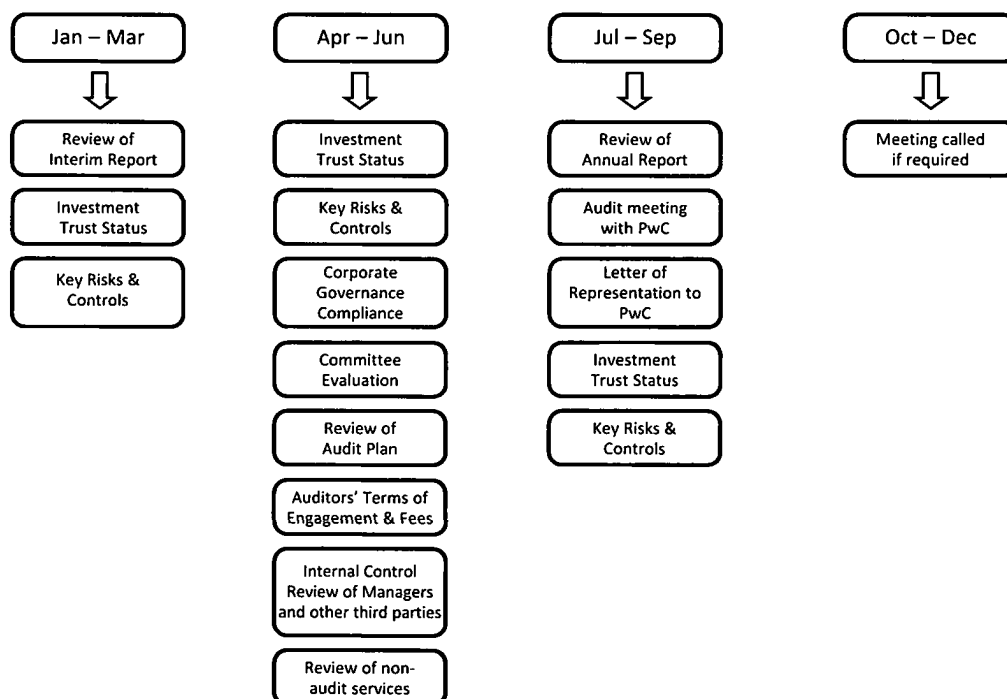 Jan – Mar
Review of
Interim Report
Investment
Trust Status
Key Risks &
Controls
Apr – Jun
Investment
Trust Status
Key Risks &
Controls
Corporate
Governance
Compliance
Committee
Evaluation
Review of
Audit Plan
Auditors' Terms of
Engagement & Fees
Internal Control
Review of Managers
and other third parties
Review of non-
audit services
Jul – Sep
Review of
Annual Report
Audit meeting
with PwC
Letter of
Representation to
PwC
Investment
Trust Status
Key Risks &
Controls
Oct – Dec
Meeting called
if required